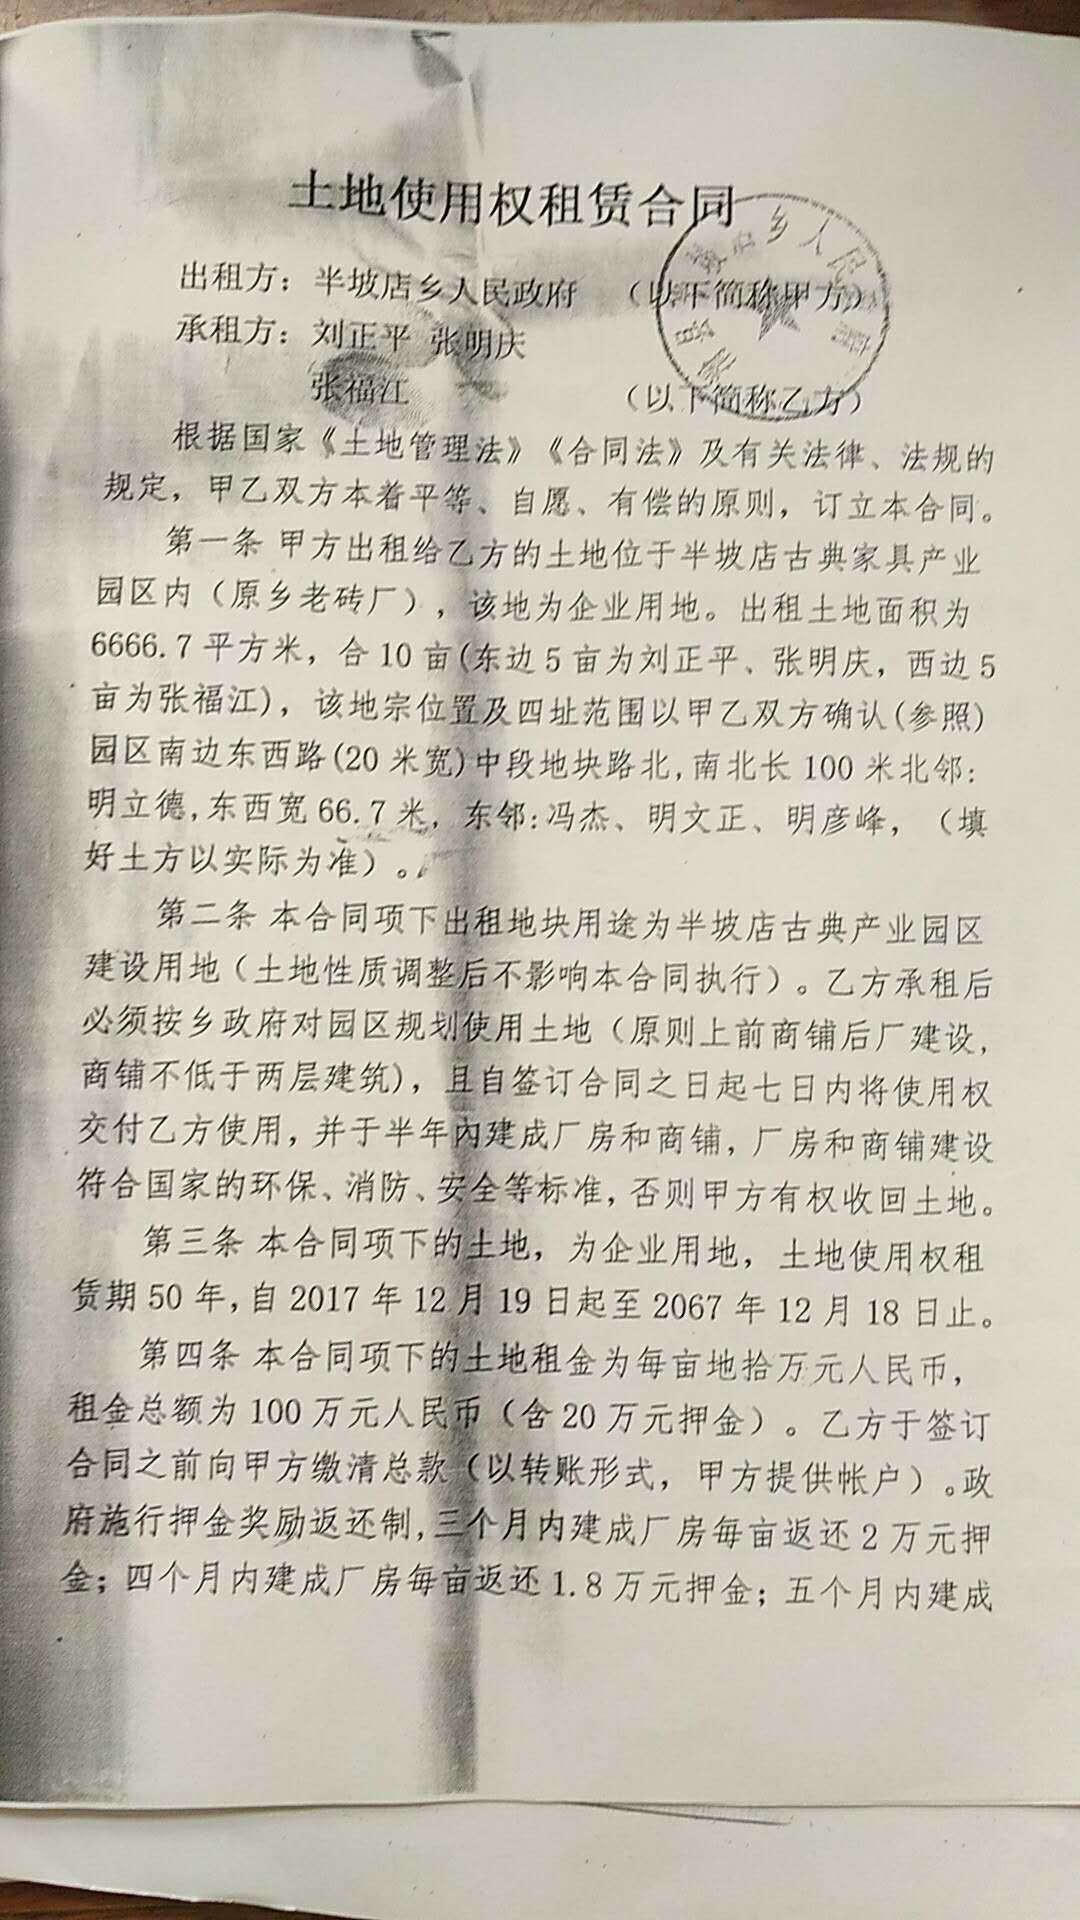 土地使用权租赁合同
出租方：半坡店乡人民政府 （以下简称甲方）
承租方：刘正平 张明庆
张福江 （以下简称乙方）
根据国家《土地管理法》《合同法》及有关法律、法规的
规定，甲乙双方本着平等、自愿、有偿的原则，订立本合同。
第一条 甲方出租给乙方的土地位于半坡店古典家具产业
园区内（原乡老砖厂），该地为企业用地。出租土地面积为
6666.7平方米，合10亩(东边5亩为刘正平、张明庆，西边5
亩为张福江)，该地宗位置及四址范围以甲乙双方确认(参照)
园区南边东西路(20米宽)中段地块路北,南北长100米北邻:
明立德,东西宽66.7米，东邻:冯杰、明文正、明彦峰，（填
好土方以实际为准）。
第二条 本合同项下出租地块用途为半坡店古典产业园区
建设用地（土地性质调整后不影响本合同执行）。乙方承租后
必须按乡政府对园区规划使用土地（原则上前商铺后厂建设,
商铺不低于两层建筑)，且自签订合同之日起七日内将使用权
交付乙方使用，并于半年内建成厂房和商铺，厂房和商铺建设
符合国家的环保、消防、安全等标准，否则甲方有权收回土地。
第三条 本合同项下的土地，为企业用地，土地使用权租
赁期50年,自2017年12月19日起至2067年12月18日止。
第四条 本合同项下的土地租金为每亩地拾万元人民币，
租金总额为100万元人民币（含20万元押金）。乙方于签订
合同之前向甲方缴清总款（以转账形式，甲方提供帐户）。政
府施行押金奖励返还制,三个月内建成厂房每亩返还2万元押
金；四个月内建成厂房每亩返还1.8万元押金；五个月内建成